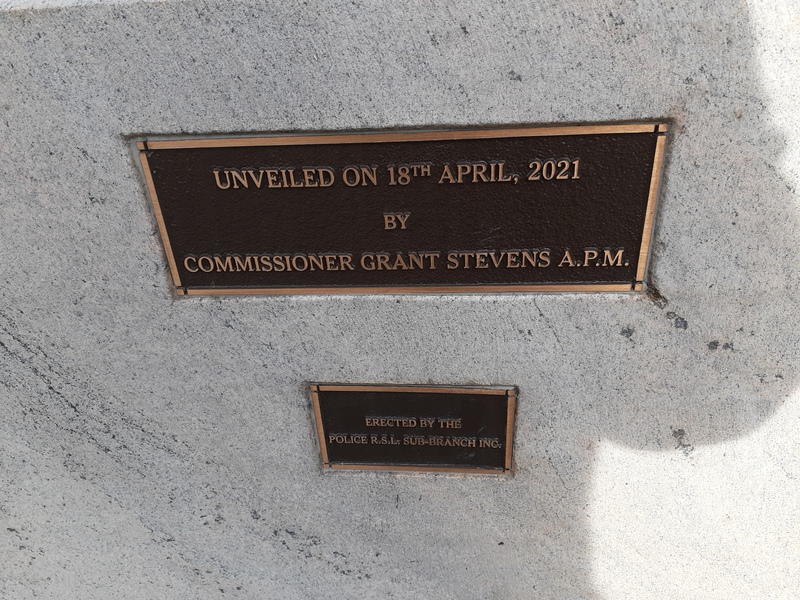 UNVEILED ON 18TH APRIL, 2021
BY
COMMISSIONER GRANT STEVENS A.P.M.
ERECTED BY THE
POLICE R.S.L. SUB-BRANCH INC.